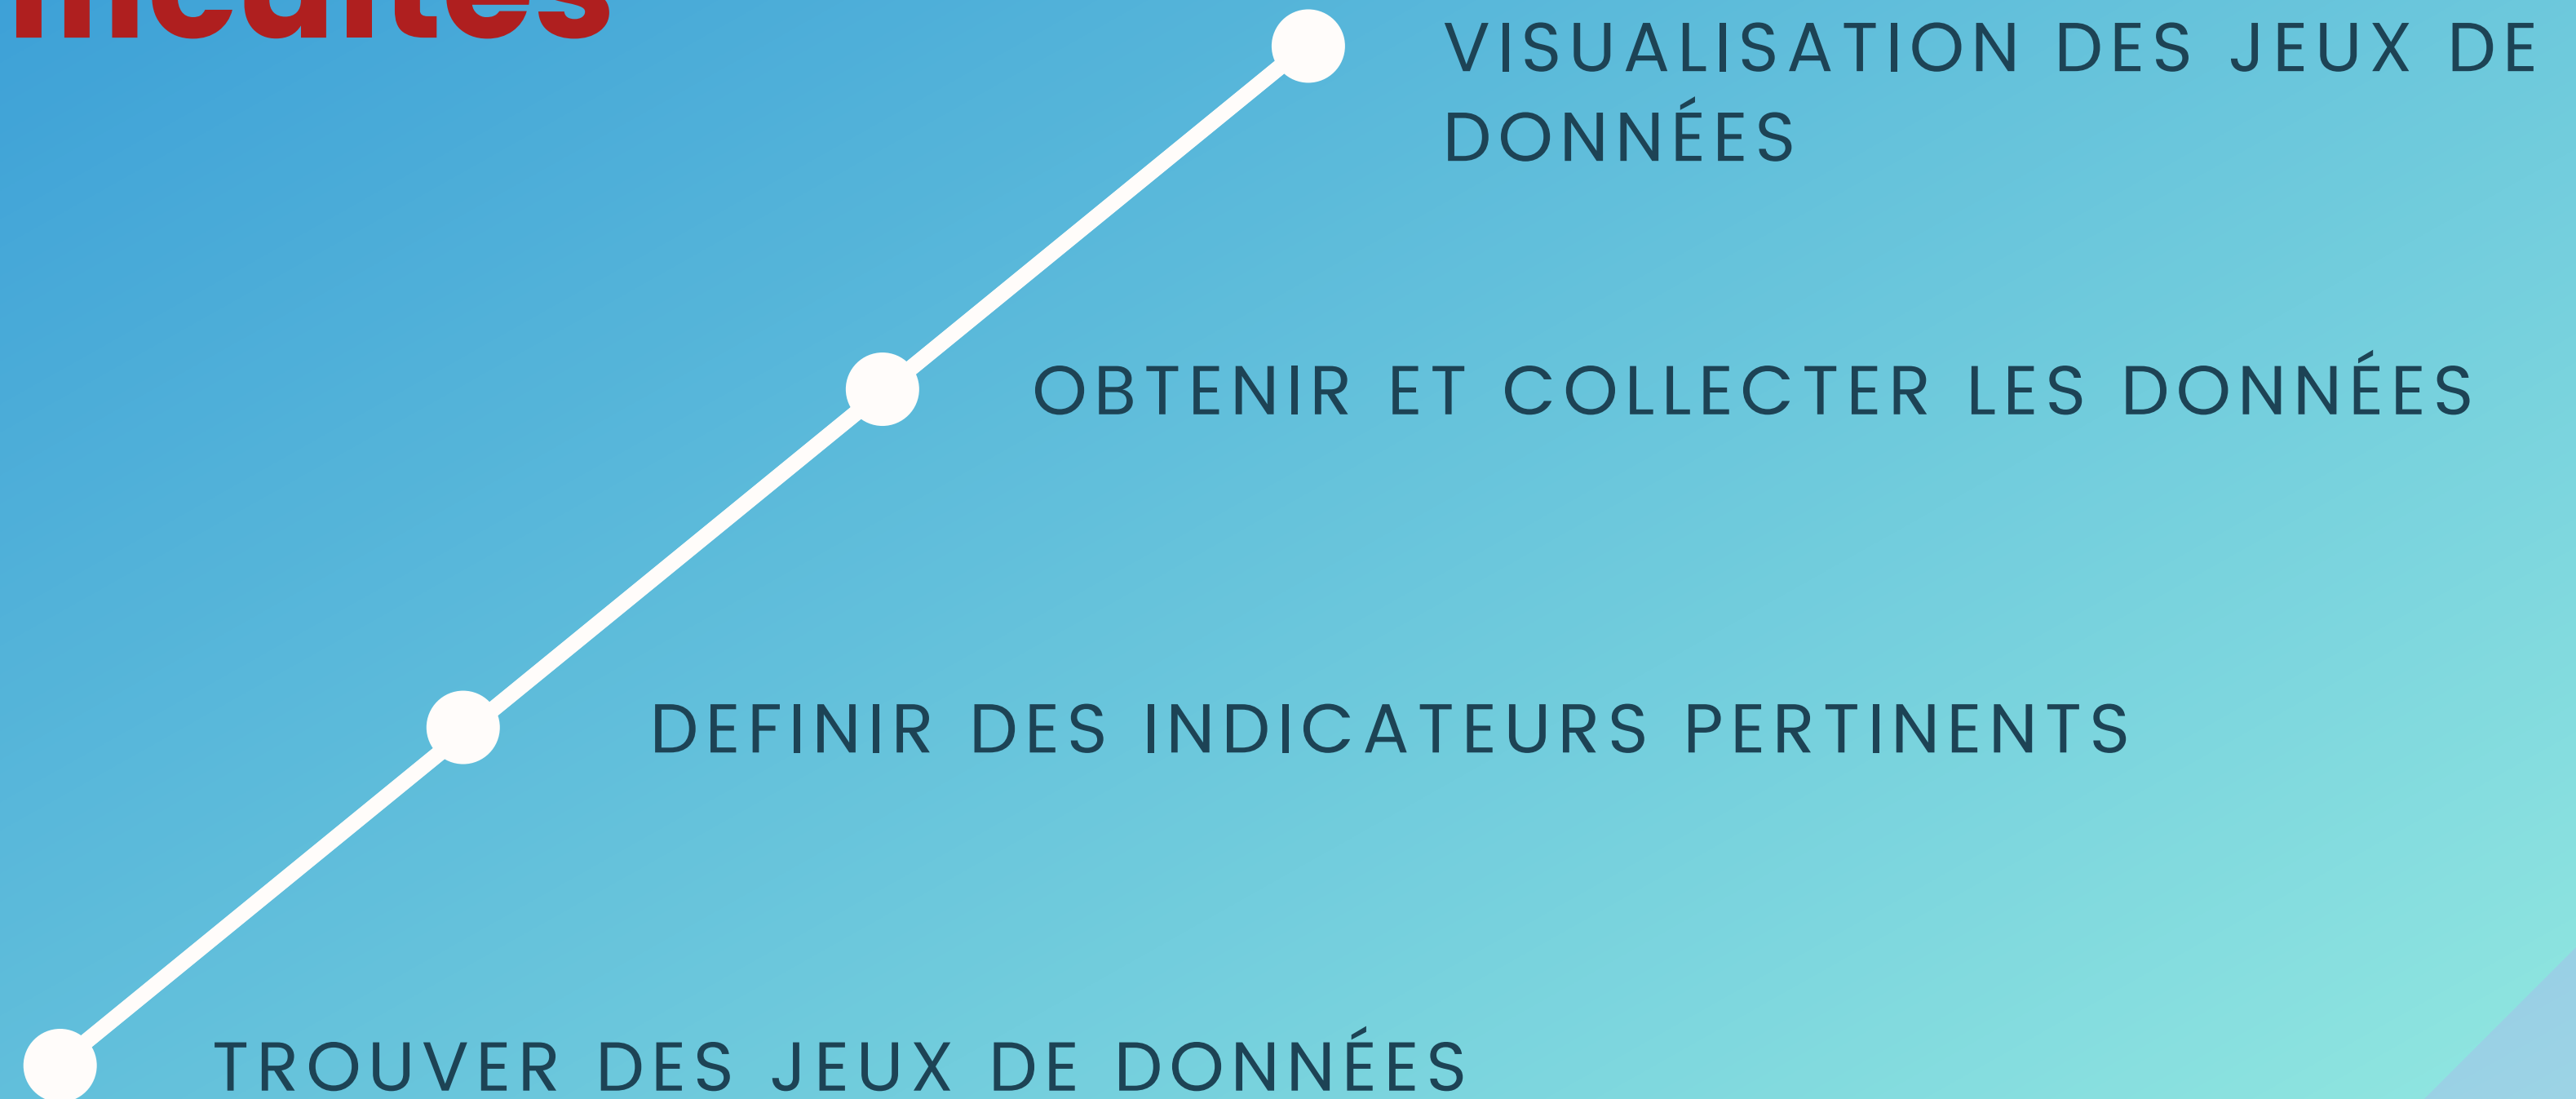 VISUALISATION DES JEUX DE
DONNÉES
OBTENIR ET COLLECTER LES DONNÉES
DEFINIR DES INDICATEURS PERTINENTS
TROUVER DES JEUX DE DONNÉES